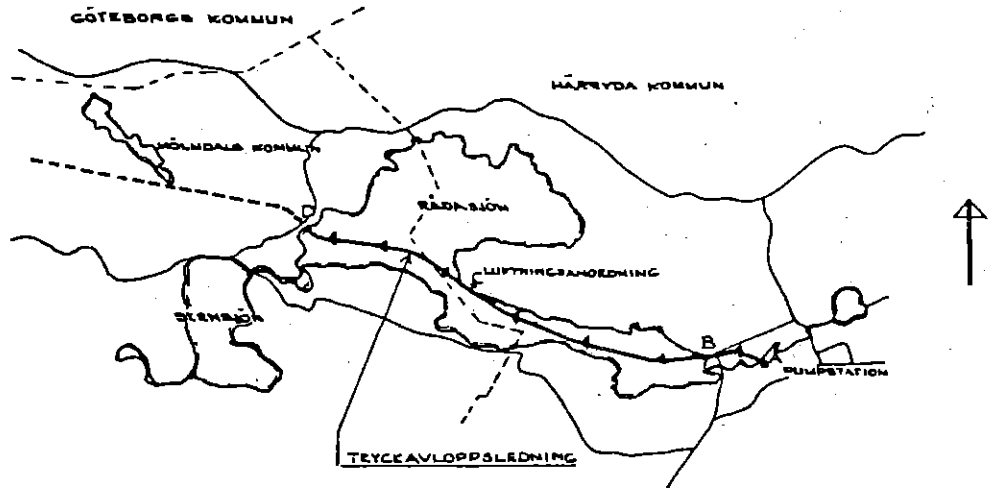 GÖTEBORGS KOMMUN
HÄRRYDA KOMMUN
MÖLNDALS KOMMUN
D
RÅDASJÖN
LUFTNINGSANORDNING
STENSJÖN
B
A
PUMPSTATION
TRYCKAVLOPPSLEDNING